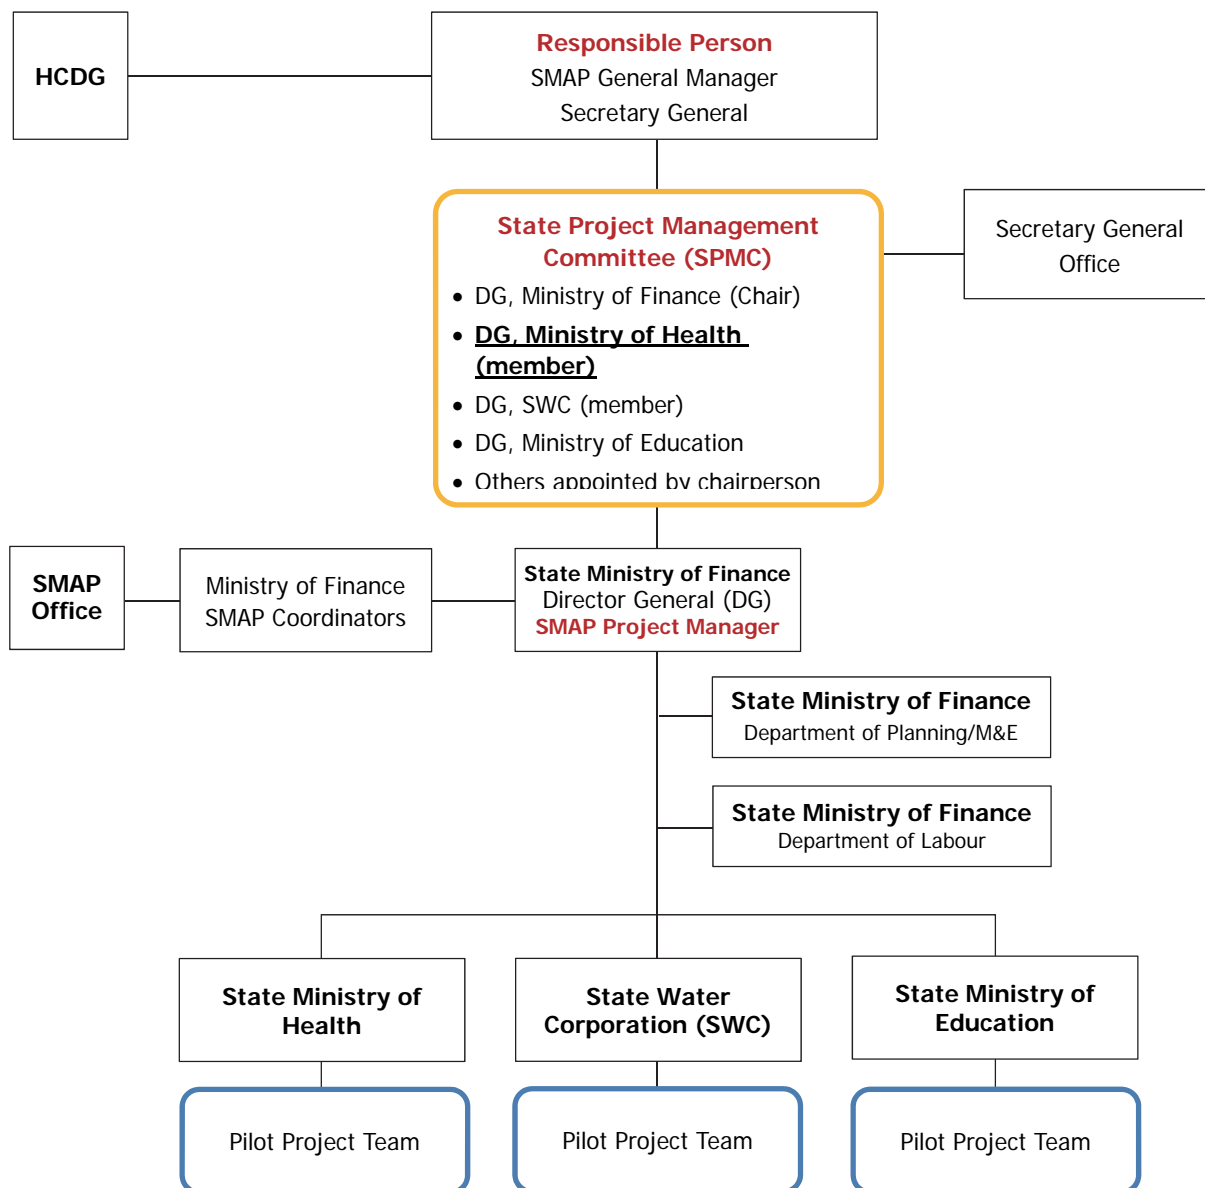 HCDG
Responsible Person
SMAP General Manager
Secretary General
State Project Management
Committee (SPMC)
• DG, Ministry of Finance (Chair)
• DG, Ministry of Health
(member)
• DG, SWC (member)
• DG, Ministry of Education
• Others appointed by chairperson
Secretary General
Office
SMAP
Office
Ministry of Finance
SMAP Coordinators
State Ministry of Finance
Director General (DG)
SMAP Project Manager
State Ministry of Finance
Department of Planning/M&E
State Ministry of Finance
Department of Labour
State Ministry of
Health
State Water
Corporation (SWC)
State Ministry of
Education
Pilot Project Team
Pilot Project Team
Pilot Project Team